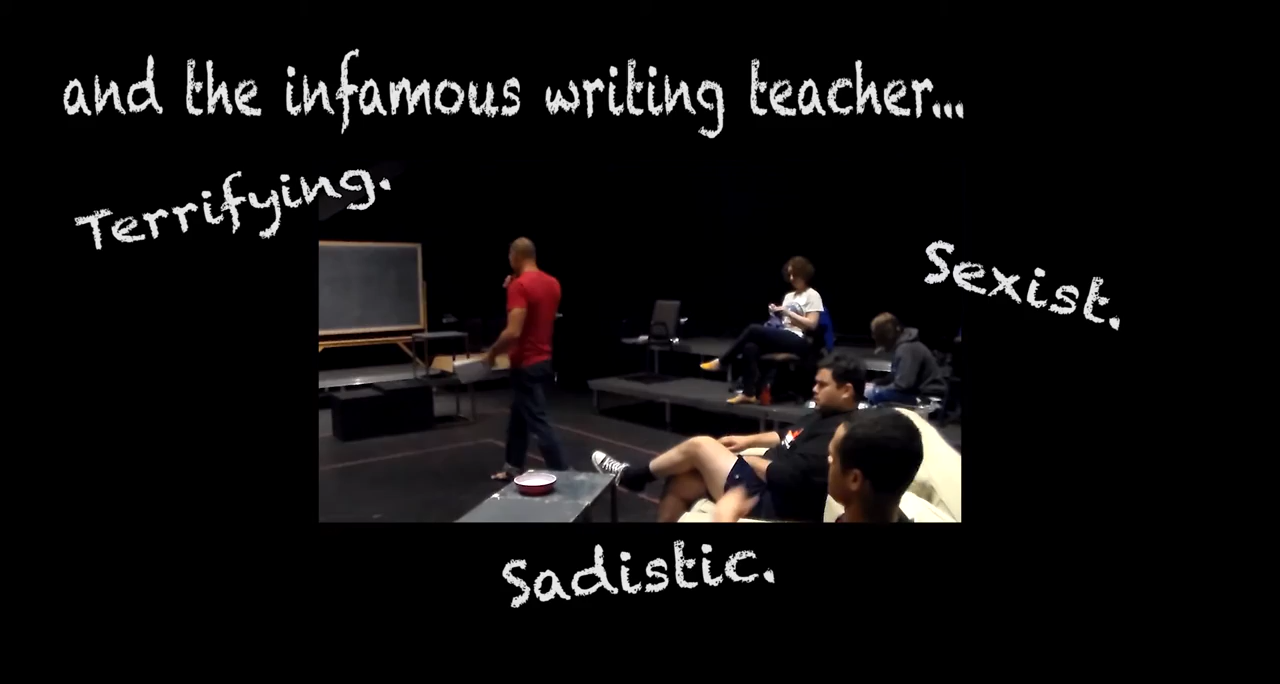 and the infamous writing teacher...
Terrifying.
Sexist.
Sadistic.